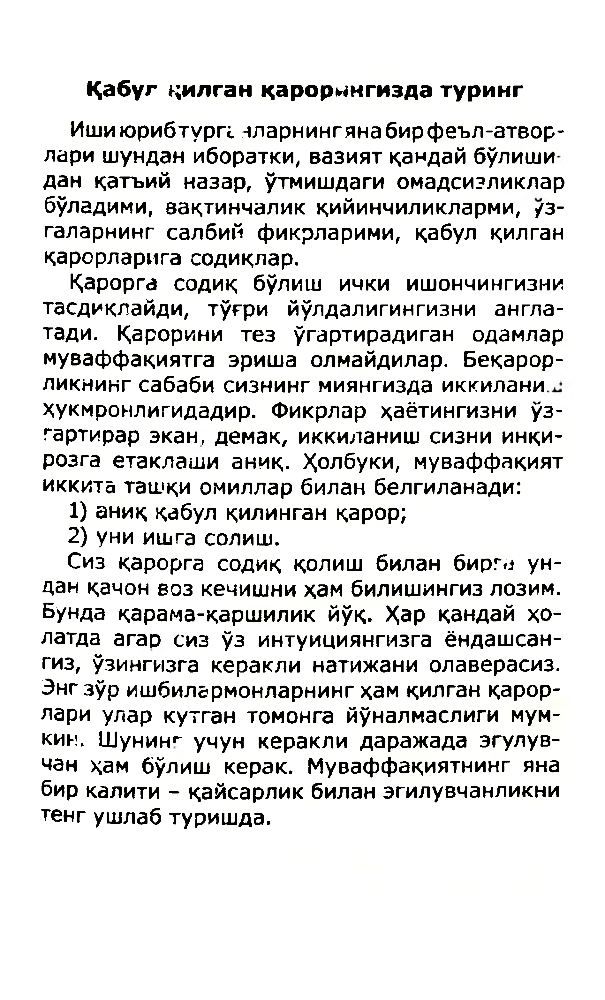 Қабул қилган қарорингизда туринг
Иши юриб турганларнинг яна бир феъл-атвор-
лари шундан иборатки, вазият қандай бўлиши-
дан қатъий назар, ўтмишдаги омадсизликлар
бўладими, вақтинчалик қийинчиликларми, ўз-
галарнинг салбий фикрларими, қабул қилган
қарорларига содиқлар.
Қарорга содиқ бўлиш ички ишончингизни
тасдиқлайди, тўғри йўлдалигингизни англа-
тади. Қарорини тез ўгартирадиган одамлар
муваффақиятга эриша олмайдилар. Беқарор-
ликнинг сабаби сизнинг миянгизда иккиланиш
ҳукмронлигидадир. Фикрлар ҳаётингизни ўз-
гартирар экан, демак, иккиланиш сизни инқи-
розга етаклаши аниқ. Ҳолбуки, муваффақият
иккита ташқи омиллар билан белгиланади:
1) аниқ қабул қилинган қарор;
2) уни ишга солиш.
Сиз қарорга содиқ қолиш билан бирга ун-
дан қачон воз кечишни ҳам билишингиз лозим.
Бунда қарама-қаршилик йўқ. Ҳар қандай ҳо-
латда агар сиз ўз интуициянгизга ёндашсан-
гиз, ўзингизга керакли натижани олаверасиз.
Энг зўр ишбилармонларнинг ҳам қилган қарор-
лари улар кутган томонга йўналмаслиги мум-
кин. Шунинг учун керакли даражада эгулув-
чан ҳам бўлиш керак. Муваффақиятнинг яна
бир калити – қайсарлик билан эгилувчанликни
тенг ушлаб туришда.